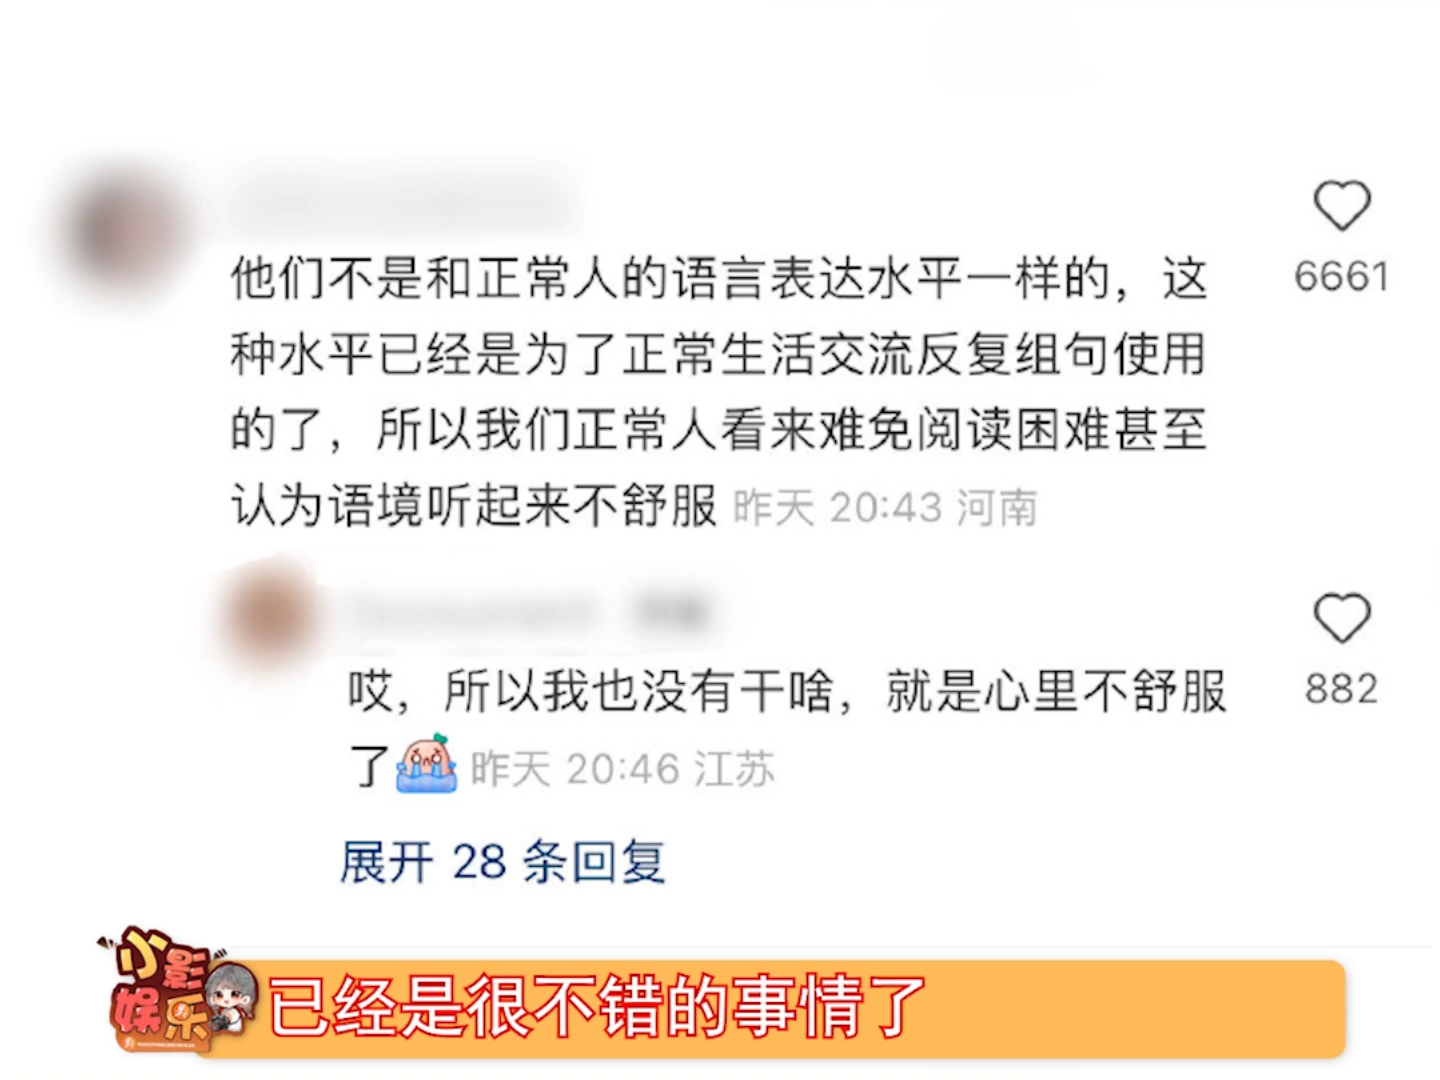 6661
他们不是和正常人的语言表达水平一样的，这
种水平已经是为了正常生活交流反复组句使用
的了，所以我们正常人看来难免阅读困难甚至
认为语境听起来不舒服 昨天 20:43 河南
哎，所以我也没有干啥，就是心里不舒服
882
了 昨天 20:46 江苏
展开 28 条回复
小影
娱乐
已经是很不错的事情了